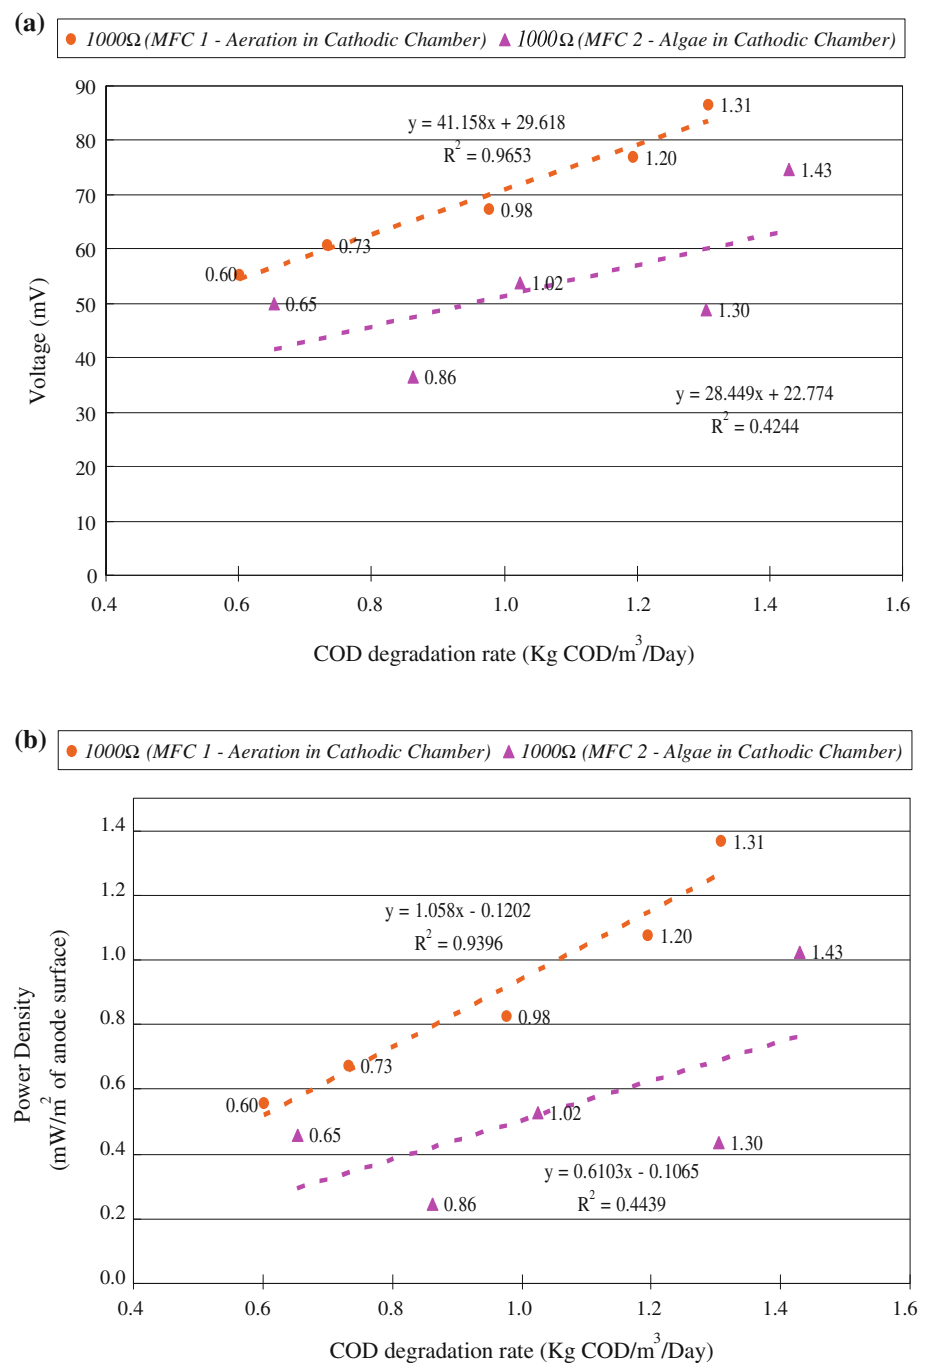 (a)
1000Ω (MFC 1 - Aeration in Cathodic Chamber) 1000Ω (MFC 2 - Algae in Cathodic Chamber)
90
80
70
60
50
40
30
20
10
0
Voltage (mV)
y = 41.158x + 29.618
R² = 0.9653
1.31
1.20
1.43
0.98
0.73
0.60
0.65
1.02
1.30
0.86
y = 28.449x + 22.774
R² = 0.4244
0.4 0.6 0.8 1.0 1.2 1.4 1.6
COD degradation rate (Kg COD/m³/Day)
(b)
1000Ω (MFC 1 - Aeration in Cathodic Chamber) 1000Ω (MFC 2 - Algae in Cathodic Chamber)
1.4
1.2
1.0
0.8
0.6
0.4
0.2
0.0
Power Density
(mW/m² of anode surface)
1.31
y = 1.058x - 0.1202
R² = 0.9396
1.20
1.43
0.98
0.73
0.60
0.65
1.02
1.30
y = 0.6103x - 0.1065
R² = 0.4439
0.86
0.4 0.6 0.8 1.0 1.2 1.4 1.6
COD degradation rate (Kg COD/m³/Day)